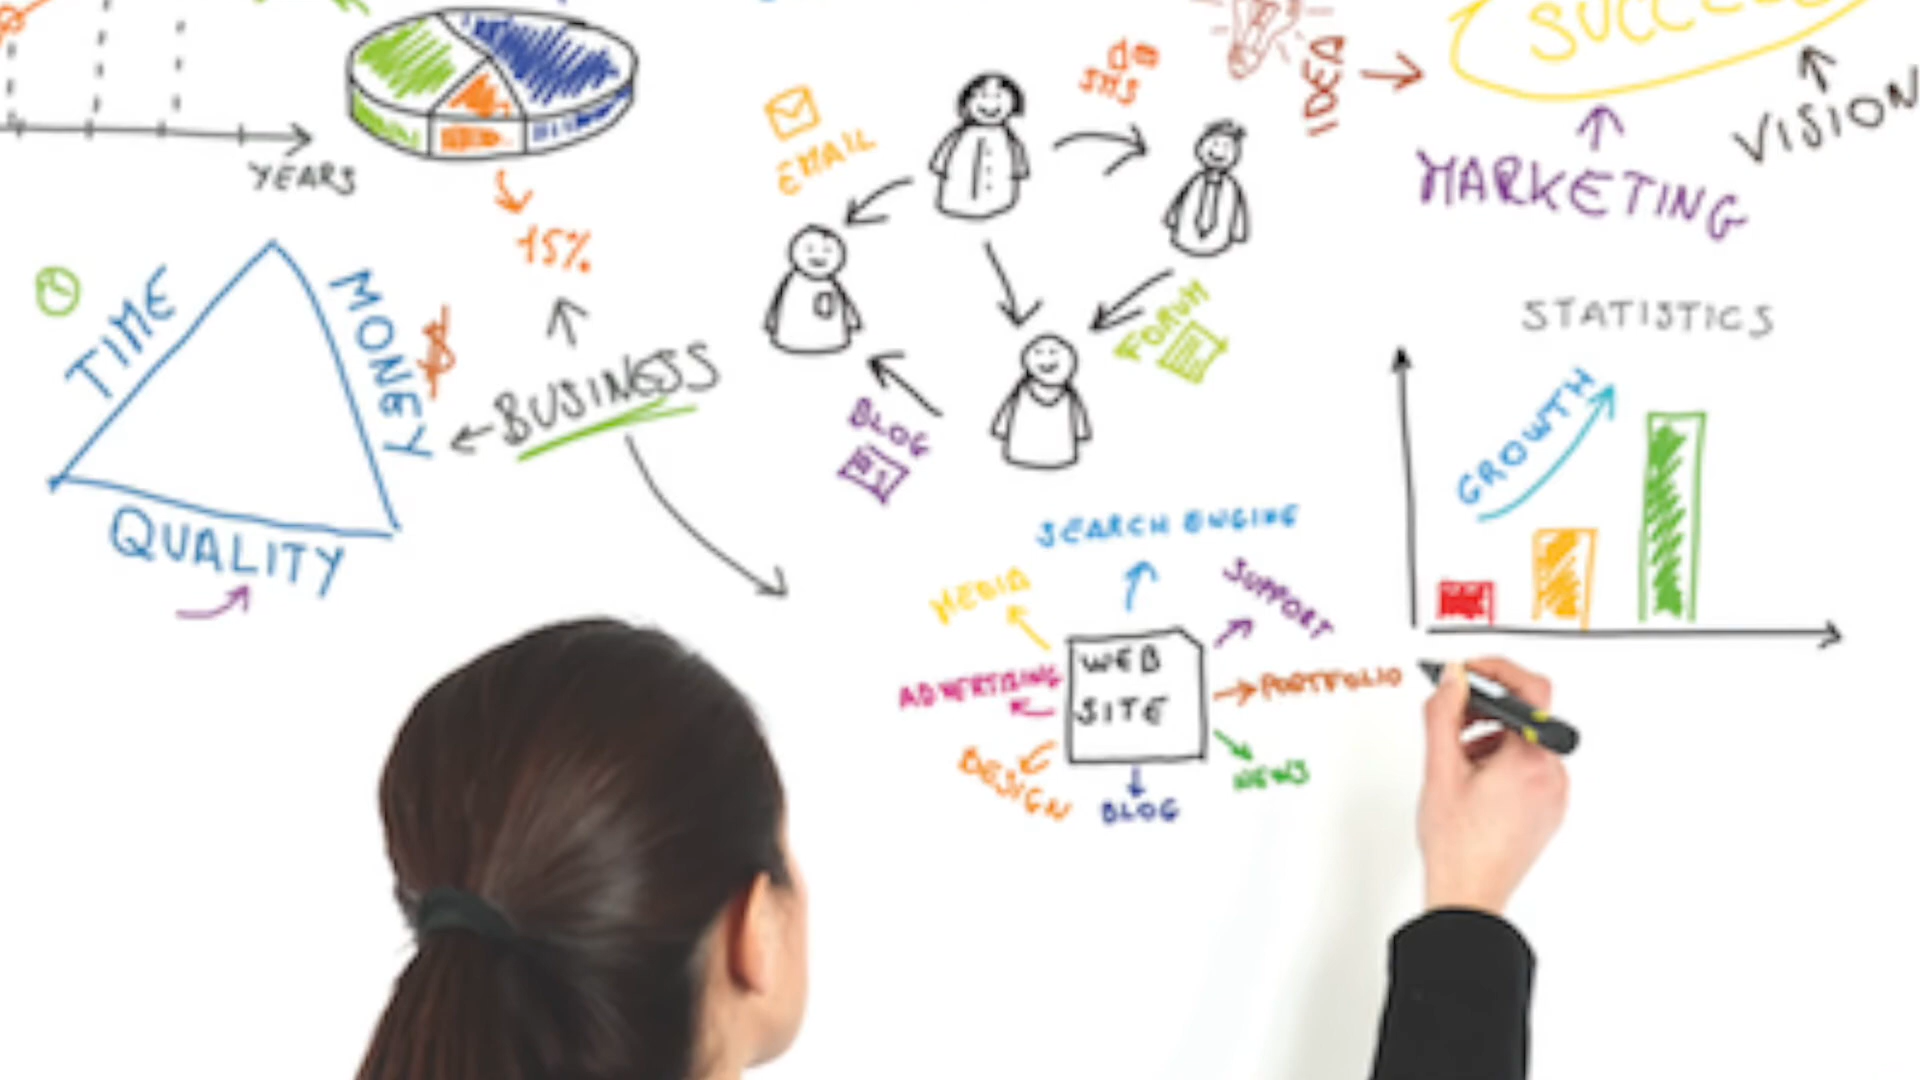 YEARS
15%
EMAIL
SMS
IDEA
MARKETING
VISION
TIME
MONEY
$
QUALITY
BUSINESS
FORUM
BLOG
STATISTICS
GROWTH
SEARCH ENGINE
MEDIA
SUPPORT
WEB
SITE
ADVERTISING
PORTFOLIO
DESIGN
BLOG
NEWS